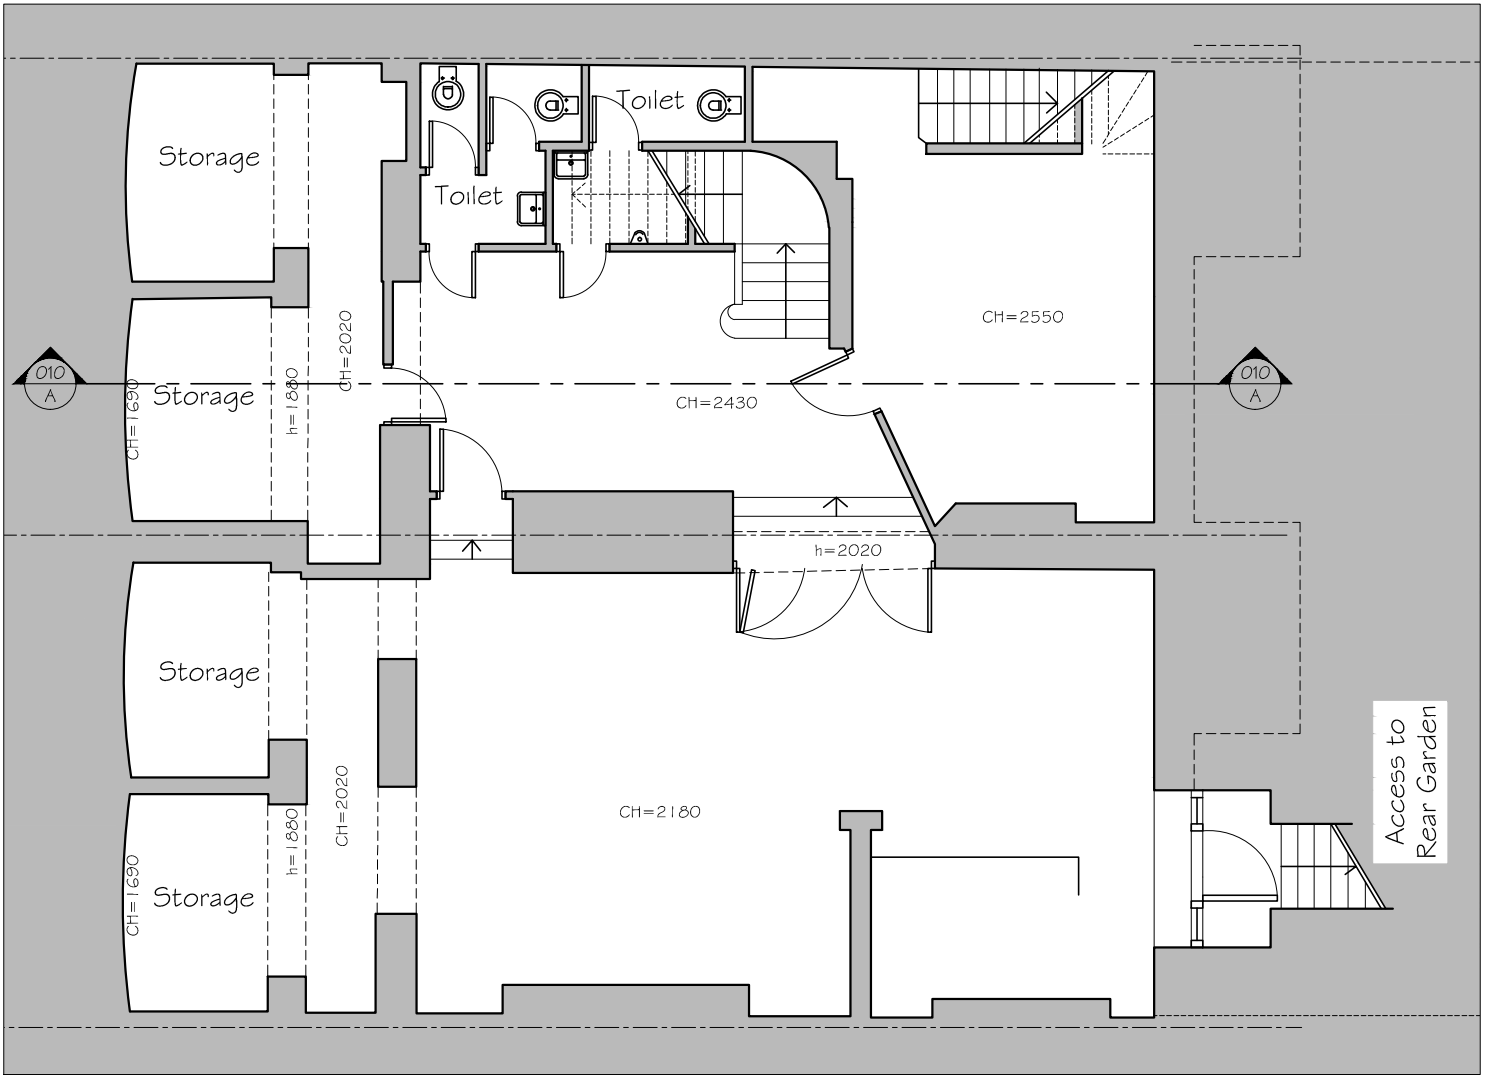 Toilet
Storage
Toilet
CH=2550
CH=2020
010
A
010
A
CH=1690
Storage
h=1880
CH=2430
h=2020
Storage
Access to
Rear Garden
CH=2020
CH=2180
h=1880
CH=1690
Storage